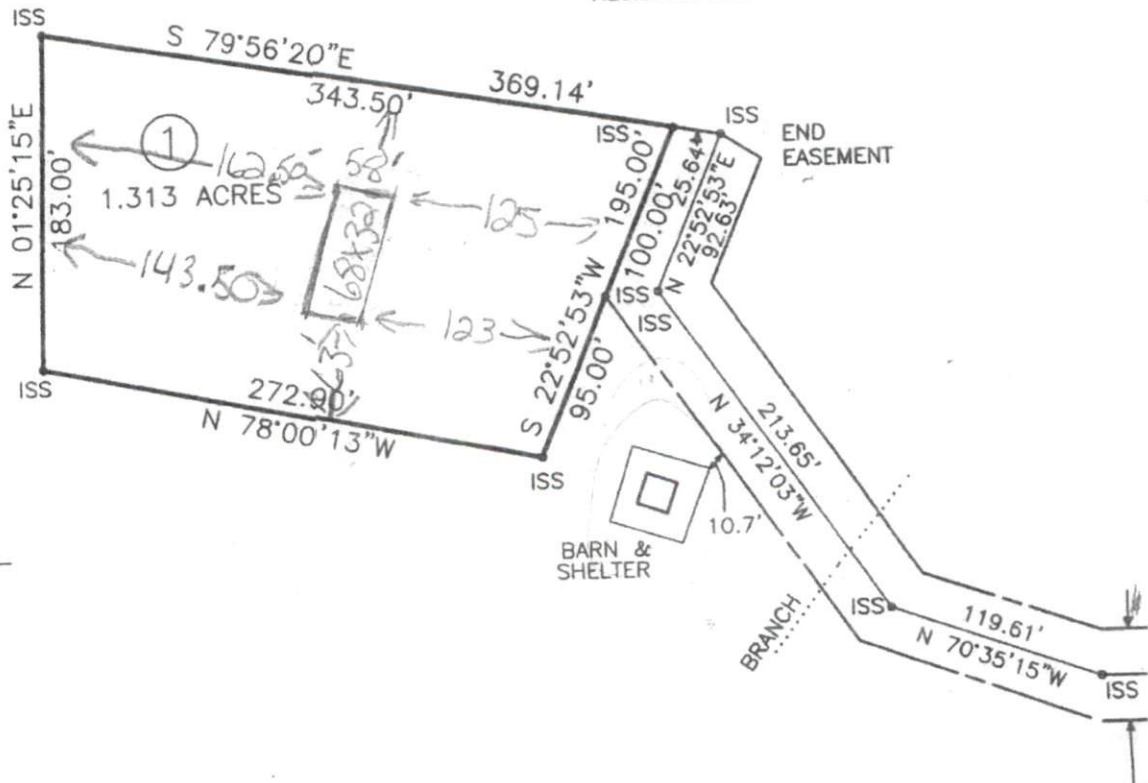 ISS
S 79°56'20"E
369.14'
343.50'
ISS
ISS
END
EASEMENT
N 01°25'15"E
183.00'
1
1.313 ACRES
162.50'
58'
125
68x32
143.50
123
63'
195.00'
100.00'
25.64'
N 22°52'53"E
92.63'
ISS
ISS
S 22°52'53"W
95.00'
ISS
272.90'
N 78°00'13"W
ISS
213.65'
N 34°12'03"W
10.7'
BARN &
SHELTER
BRANCH
ISS
119.61'
N 70°35'15"W
ISS